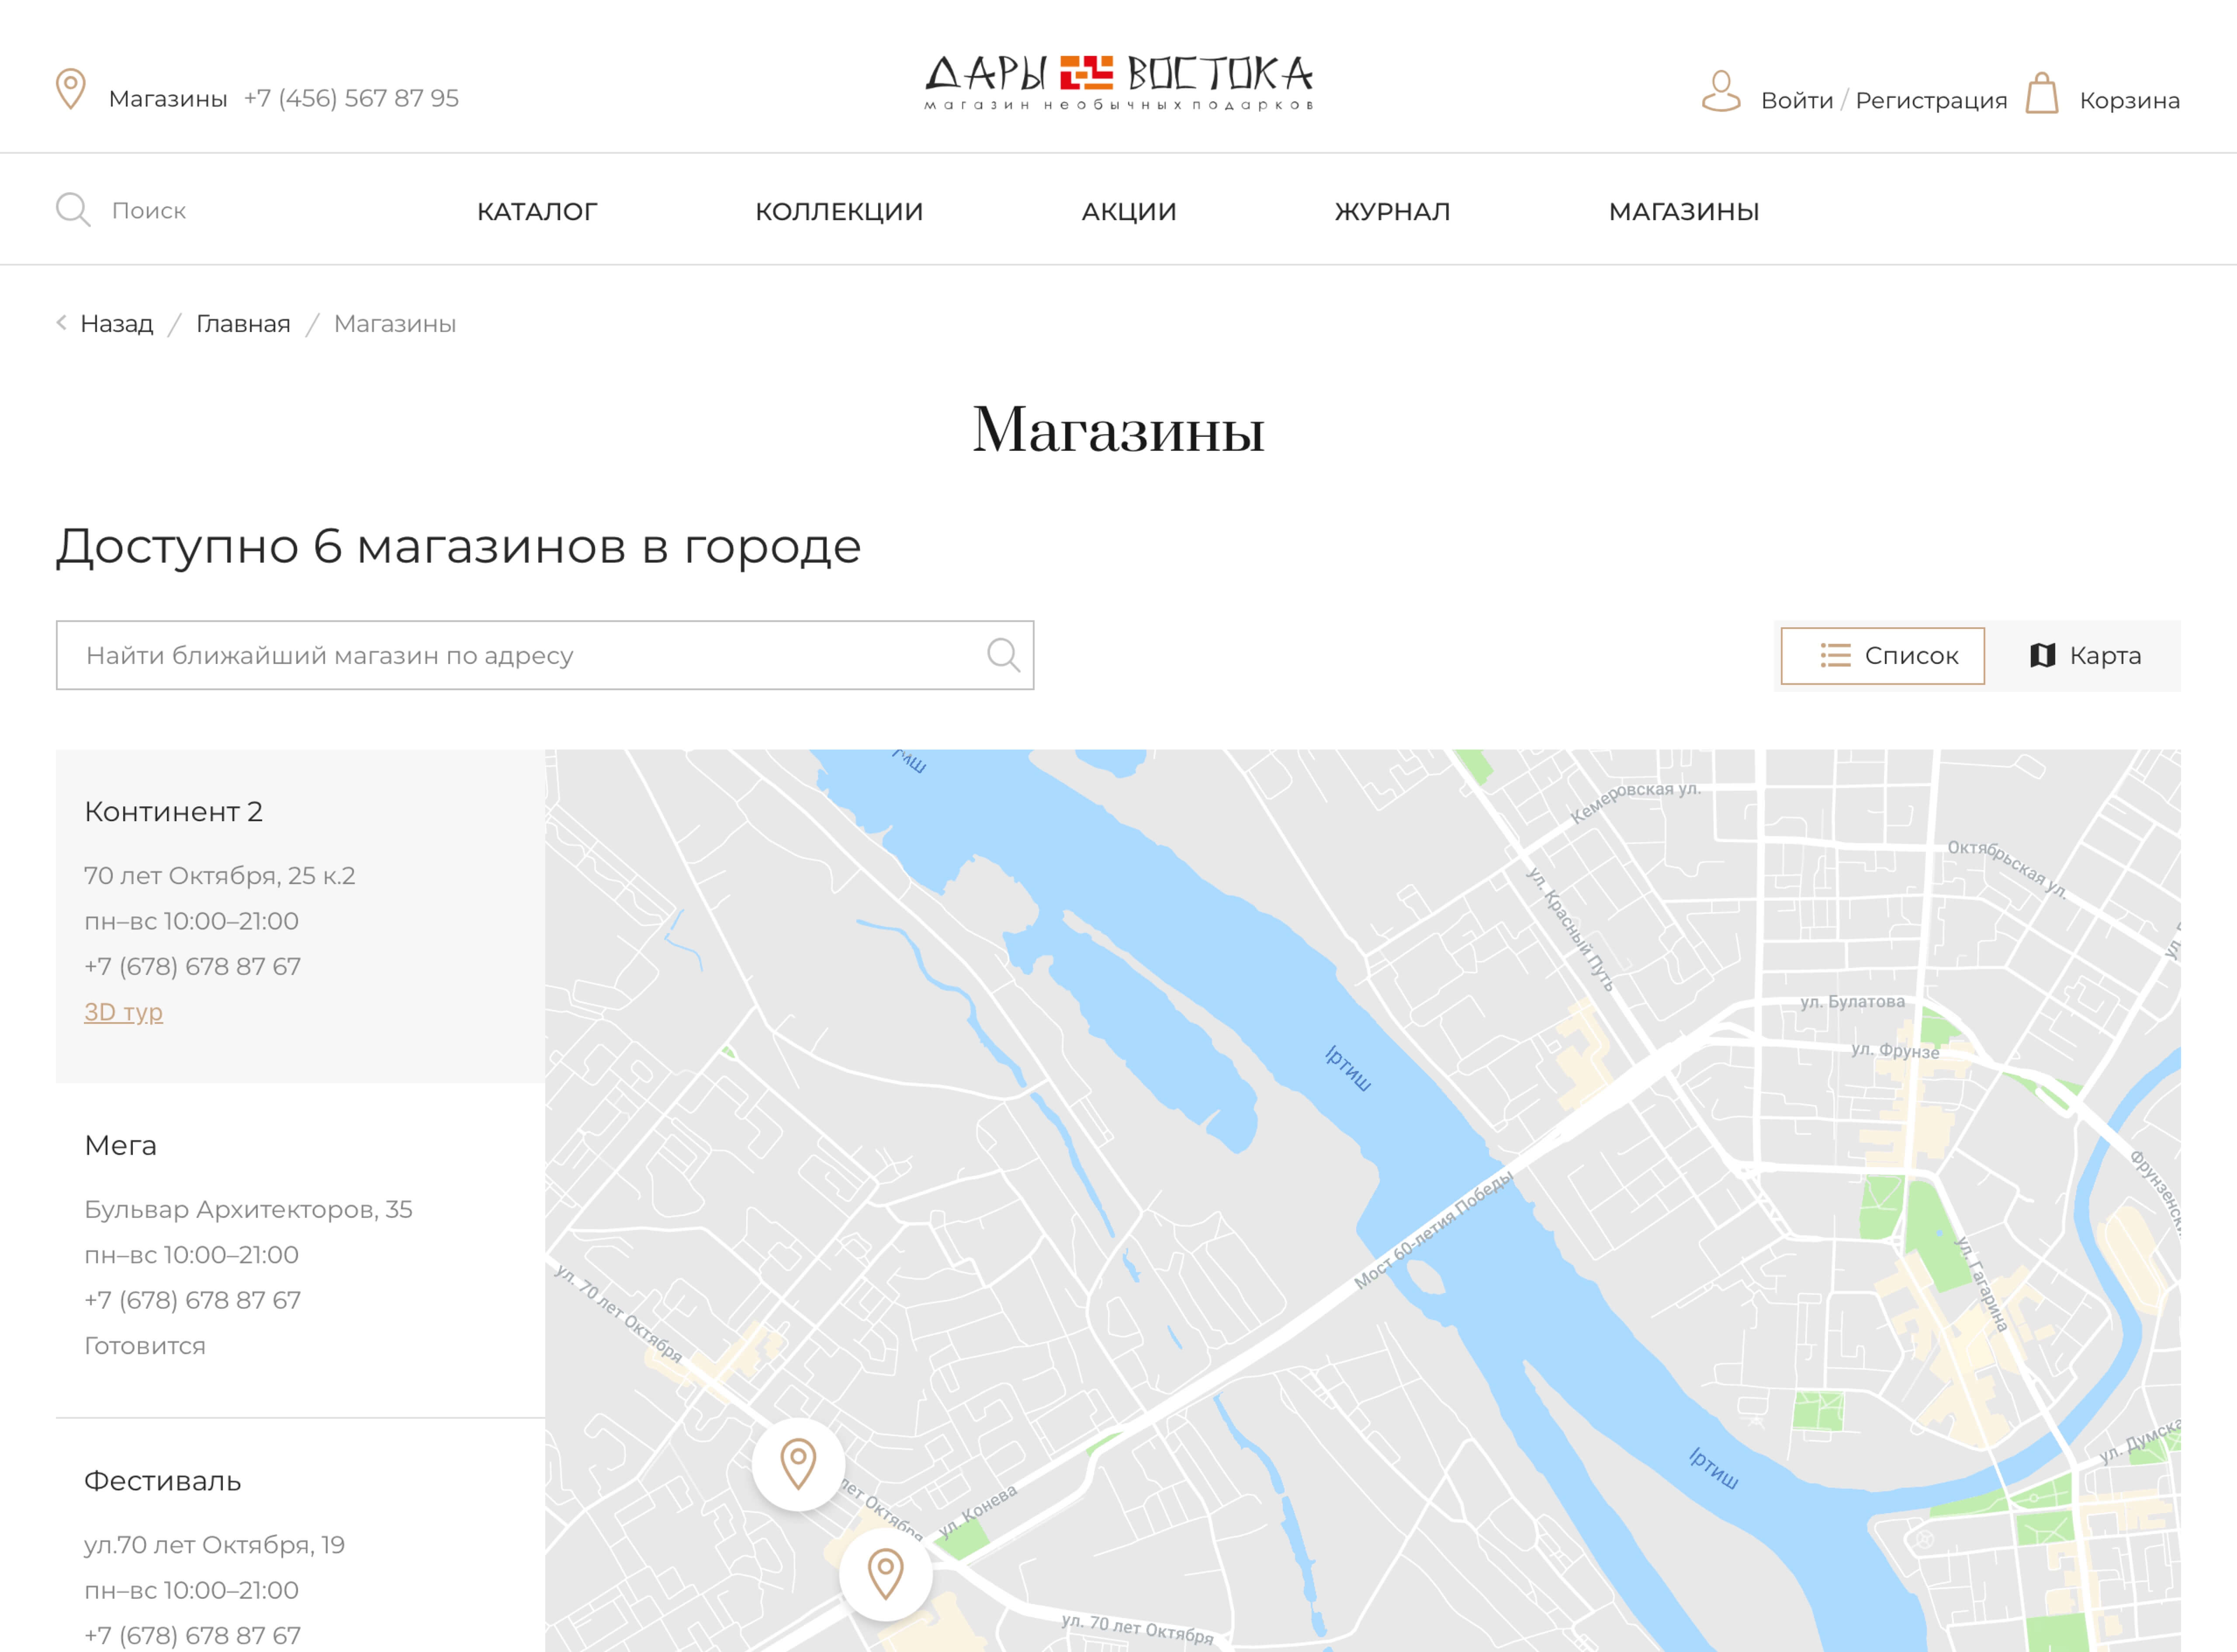 Магазины +7 (456) 567 87 95
ДАРЫ ВОСТОКА
магазин необычных подарков
Войти / Регистрация
Корзина
Поиск
КАТАЛОГ
КОЛЛЕКЦИИ
АКЦИИ
ЖУРНАЛ
МАГАЗИНЫ
Назад / Главная / Магазины
Магазины
Доступно 6 магазинов в городе
Найти ближайший магазин по адресу
Список
Карта
Континент 2
70 лет Октября, 25 к.2
пн–вс 10:00–21:00
+7 (678) 678 87 67
3D тур
Мега
Бульвар Архитекторов, 35
пн–вс 10:00–21:00
+7 (678) 678 87 67
Готовится
Фестиваль
ул.70 лет Октября, 19
пн–вс 10:00–21:00
+7 (678) 678 87 67
Кемеровская ул.
Октябрьская ул.
ул. Красный Путь
ул. Булатова
ул. Фрунзе
Іртиш
Мост 60-летия Победы
ул. Гагарина
ул. 70 лет Октября
лет Октября
ул. Конева
Іртиш
ул. 70 лет Октября